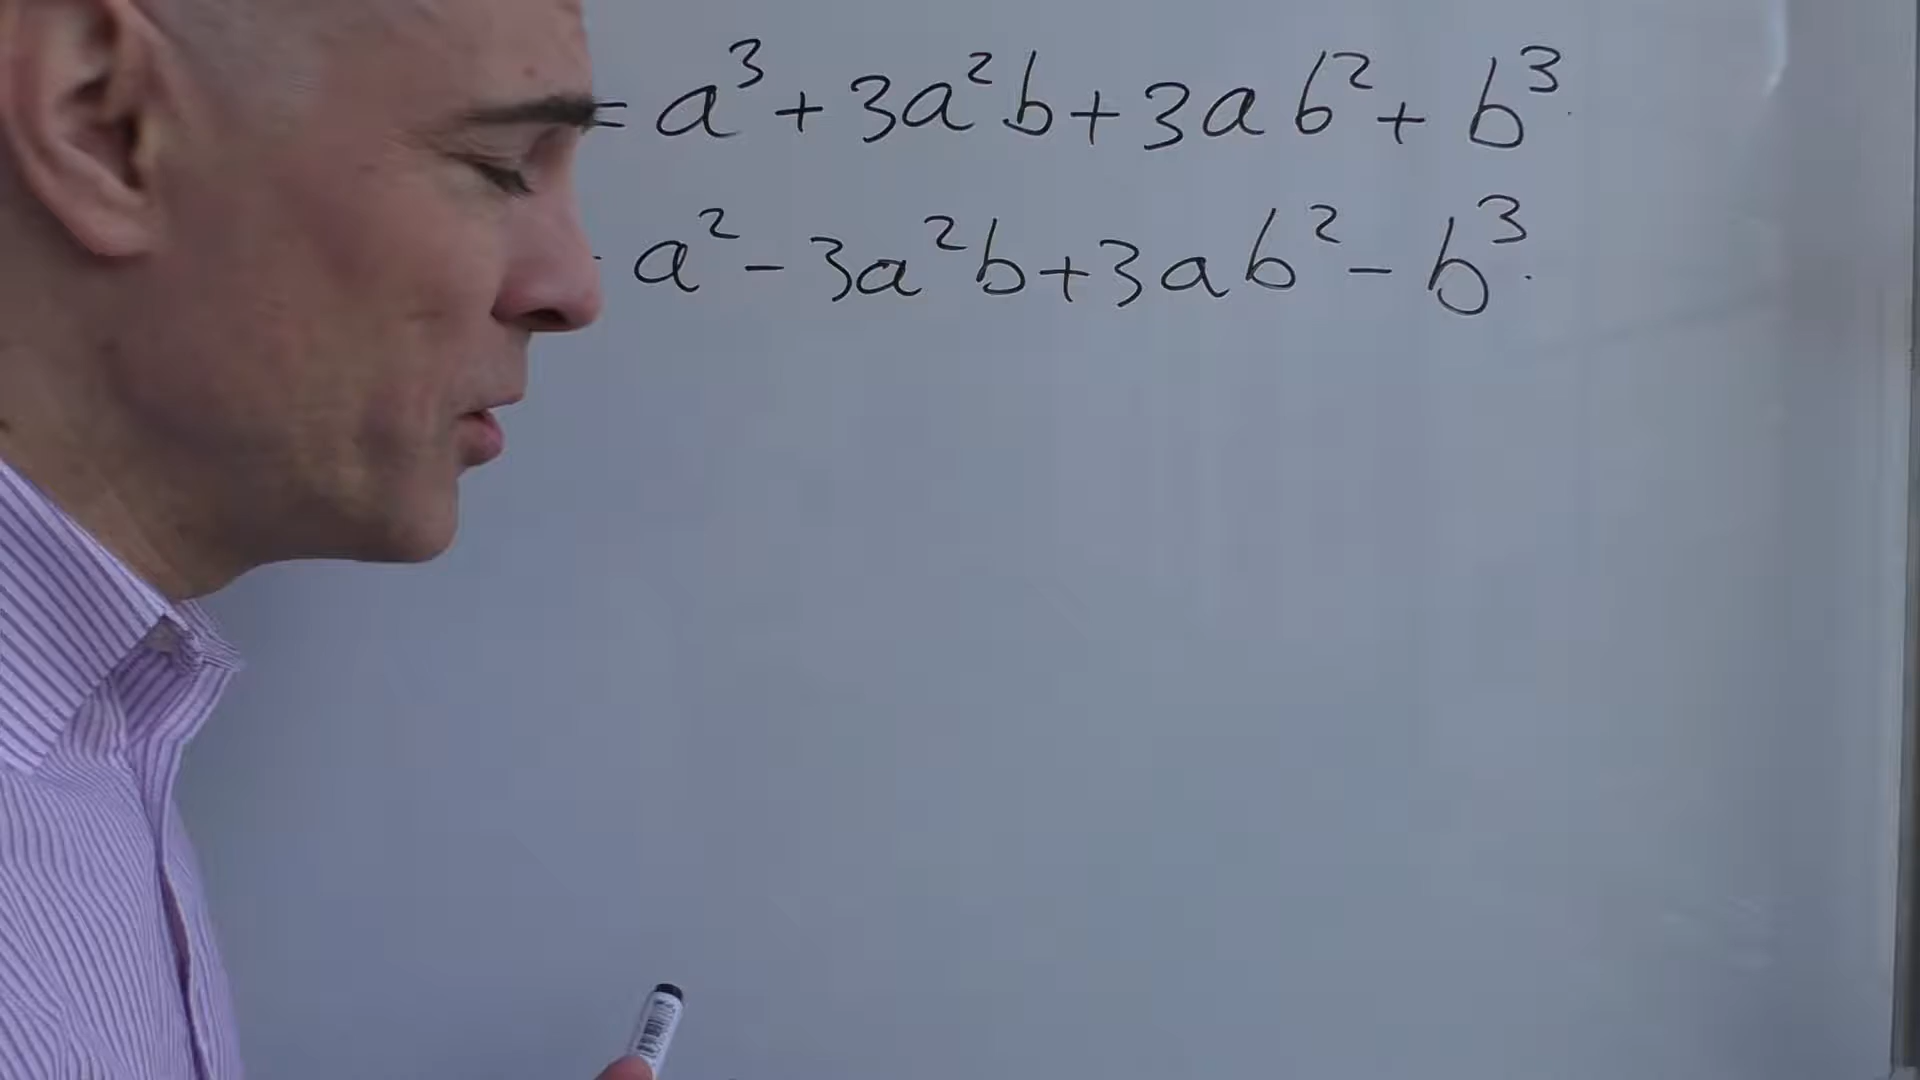 = a³ + 3a²b + 3ab² + b³.
a² - 3a²b + 3ab² - b³.